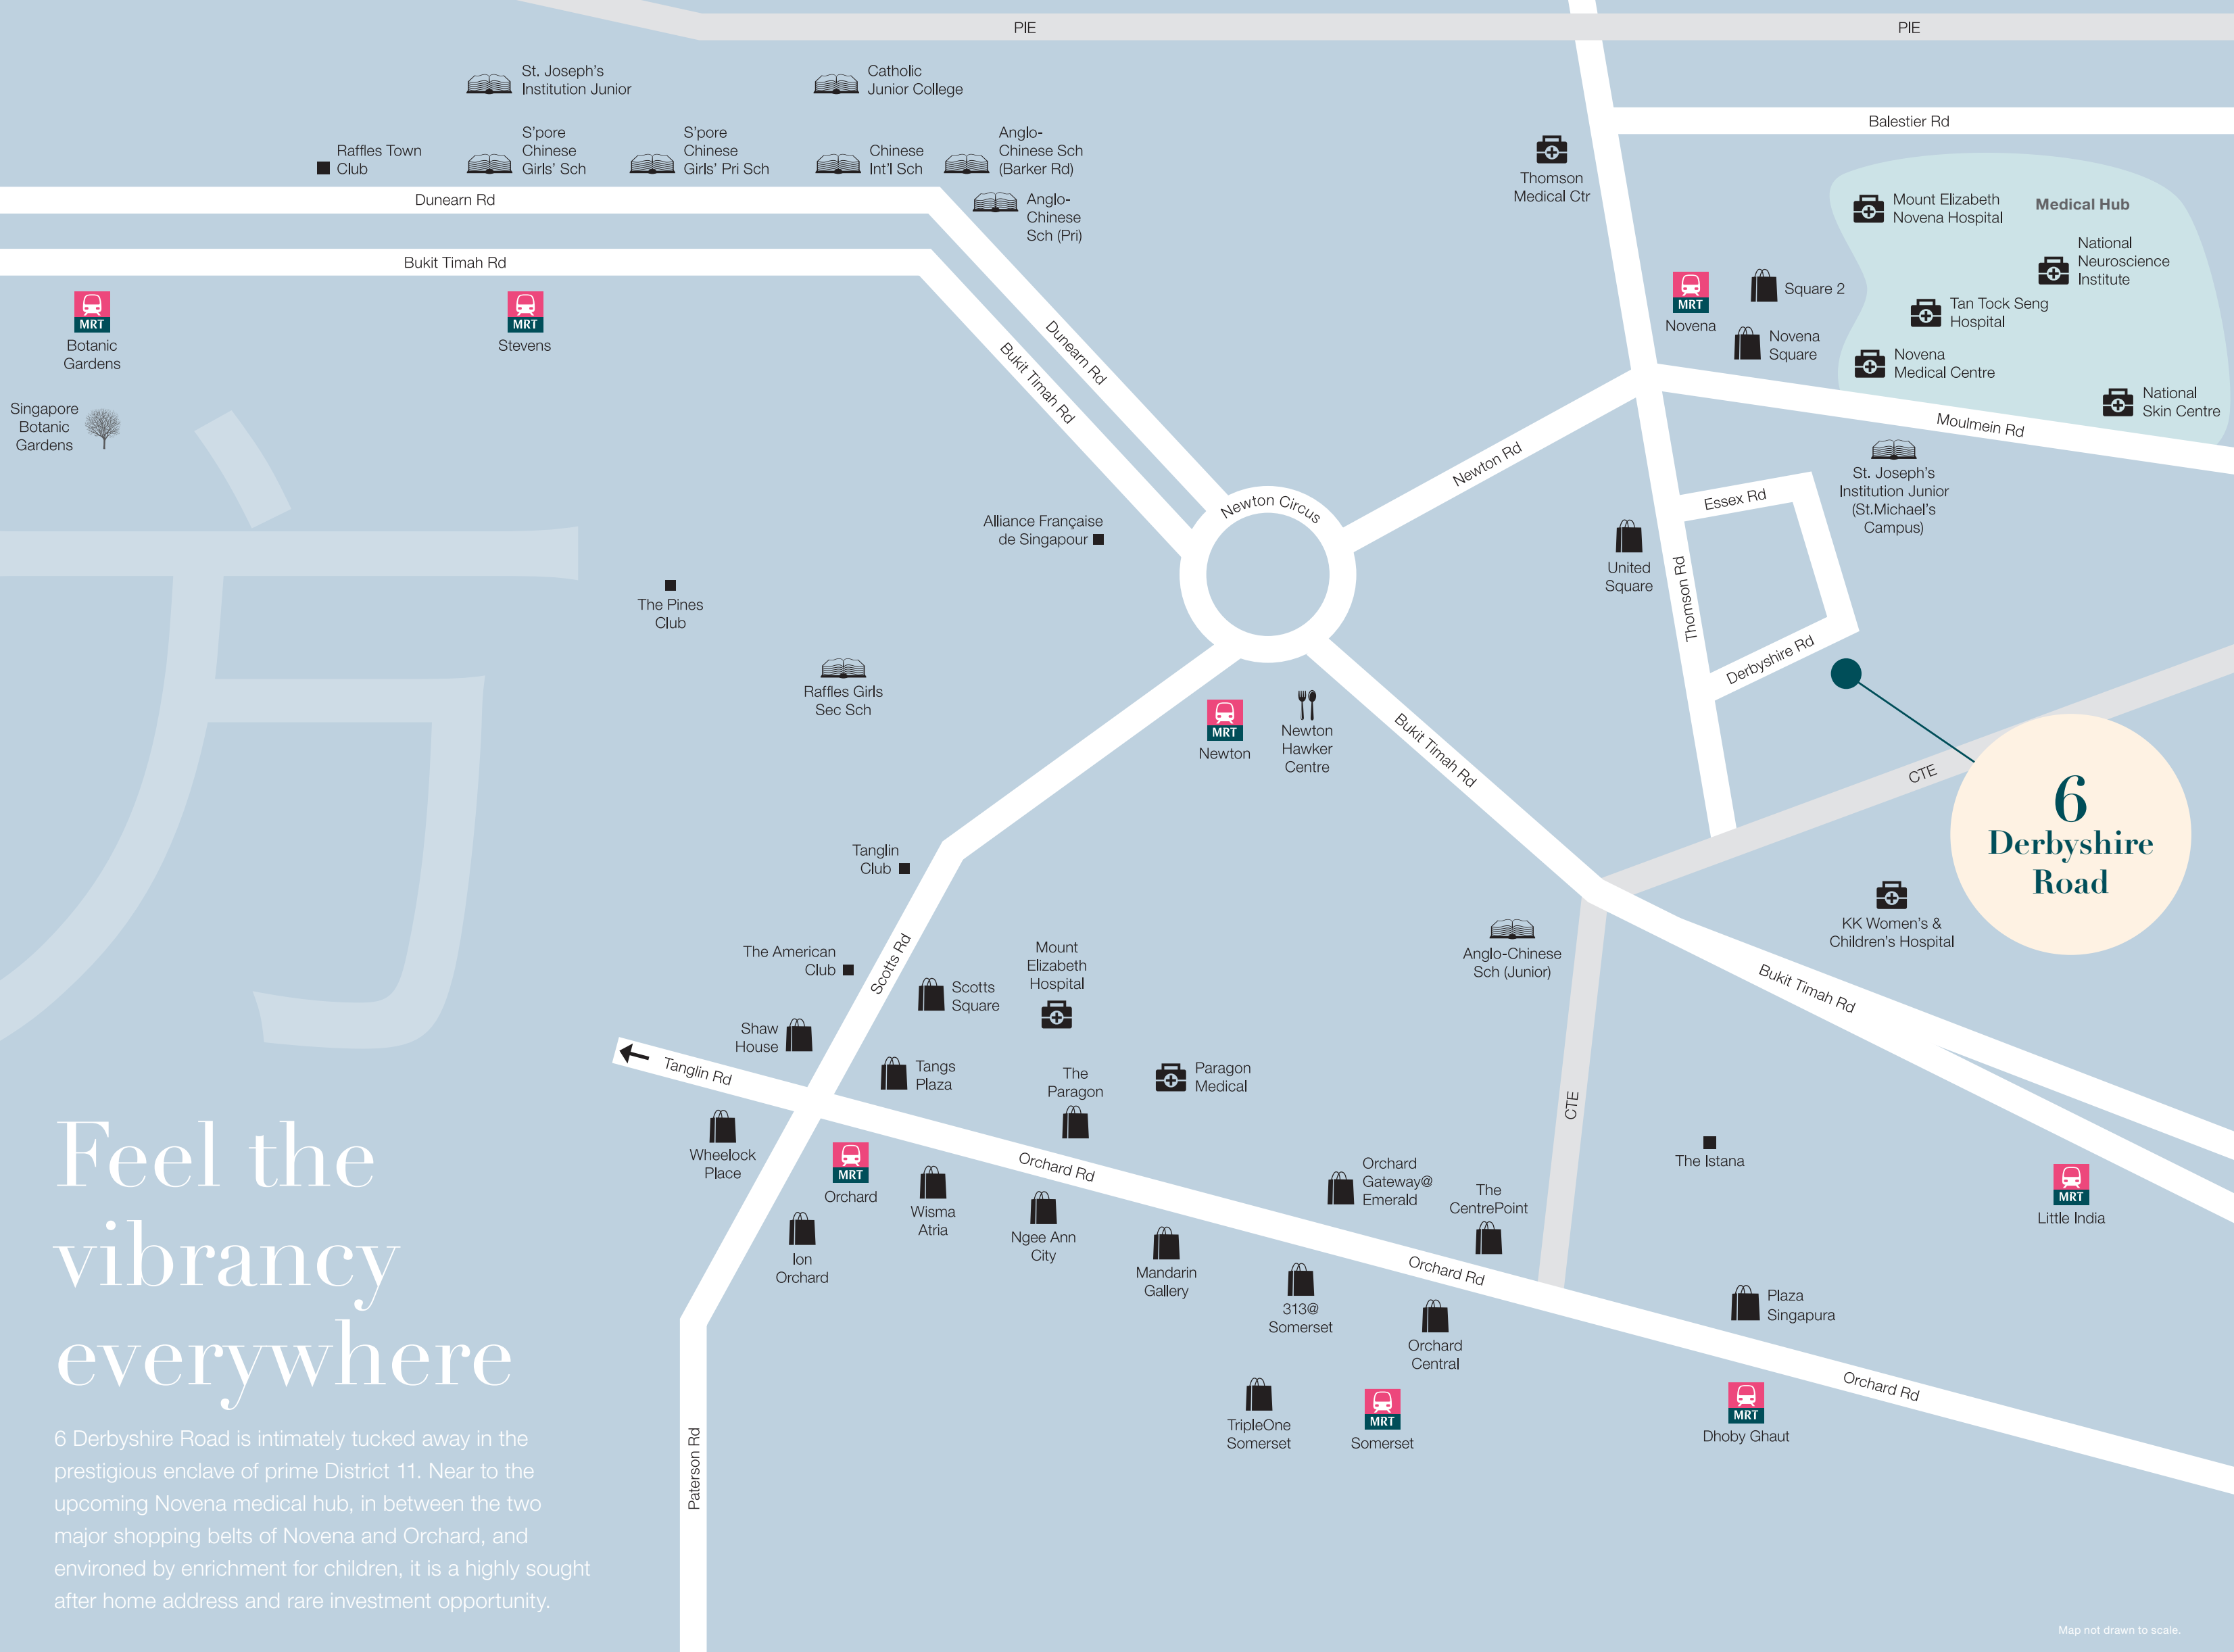 PIE
PIE
St. Joseph's
Institution Junior
Catholic
Junior College
Balestier Rd
Raffles Town
Club
S'pore
Chinese
Girls' Sch
S'pore
Chinese
Girls' Pri Sch
Chinese
Int'l Sch
Anglo-
Chinese Sch
(Barker Rd)
Thomson
Medical Ctr
Dunearn Rd
Anglo-
Chinese
Sch (Pri)
Mount Elizabeth
Novena Hospital
Medical Hub
National
Neuroscience
Institute
Bukit Timah Rd
MRT
Botanic
Gardens
MRT
Stevens
MRT
Novena
Square 2
Novena
Square
Tan Tock Seng
Hospital
Novena
Medical Centre
National
Skin Centre
Dunearn Rd
Bukit Timah Rd
Singapore
Botanic
Gardens
Moulmein Rd
Newton Rd
St. Joseph's
Institution Junior
(St.Michael's
Campus)
Essex Rd
Newton Circus
Alliance Française
de Singapour
United
Square
Thomson Rd
The Pines
Club
Derbyshire Rd
Raffles Girls
Sec Sch
MRT
Newton
Newton
Hawker
Centre
Bukit Timah Rd
CTE
6
Derbyshire
Road
Tanglin
Club
KK Women's &
Children's Hospital
The American
Club
Scotts Rd
Scotts
Square
Mount
Elizabeth
Hospital
Anglo-Chinese
Sch (Junior)
Bukit Timah Rd
Shaw
House
Tanglin Rd
Tangs
Plaza
The
Paragon
Paragon
Medical
CTE
Wheelock
Place
MRT
Orchard
Orchard Rd
Wisma
Atria
Ngee Ann
City
Orchard
Gateway@
Emerald
The
CentrePoint
The Istana
MRT
Little India
Ion
Orchard
Mandarin
Gallery
Orchard Rd
313@
Somerset
Orchard
Central
Plaza
Singapura
TripleOne
Somerset
MRT
Somerset
MRT
Dhoby Ghaut
Orchard Rd
Paterson Rd
方
Feel the
vibrancy
everywhere
6 Derbyshire Road is intimately tucked away in the
prestigious enclave of prime District 11. Near to the
upcoming Novena medical hub, in between the two
major shopping belts of Novena and Orchard, and
environed by enrichment for children, it is a highly sought
after home address and rare investment opportunity.
Map not drawn to scale.